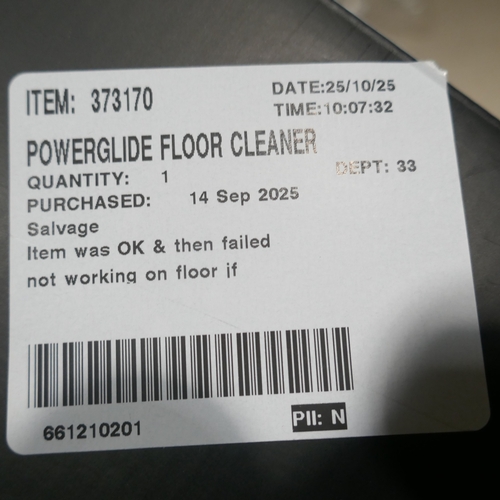 ITEM: 373170
DATE:25/10/25
TIME:10:07:32
POWERGLIDE FLOOR CLEANER
DEPT: 33
QUANTITY: 1
PURCHASED: 14 Sep 2025
Salvage
Item was OK & then failed
not working on floor jf
661210201
PII: N